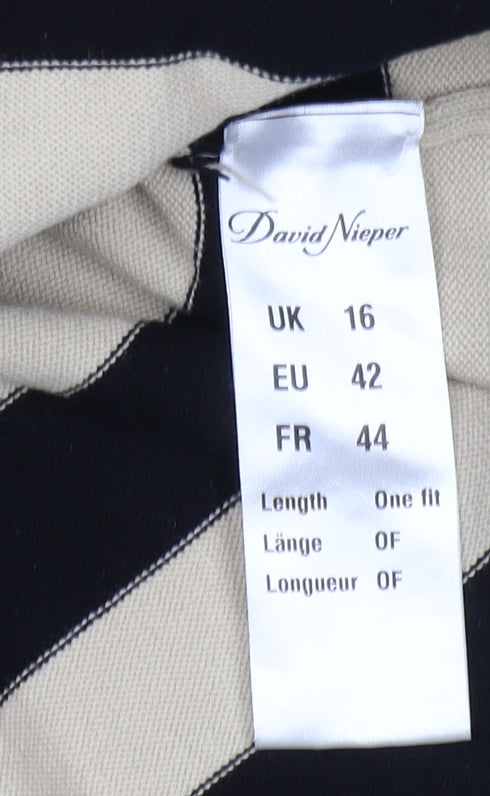 David Nieper
UK 16
EU 42
FR 44
Length One fit
Länge OF
Longueur OF